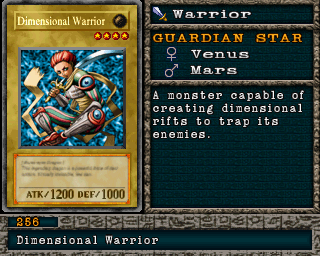 Dimensional Warrior
ATK/1200 DEF/1000
Warrior
GUARDIAN STAR
Venus
Mars
A monster capable of
creating dimensional
rifts to trap its
enemies.
256
Dimensional Warrior